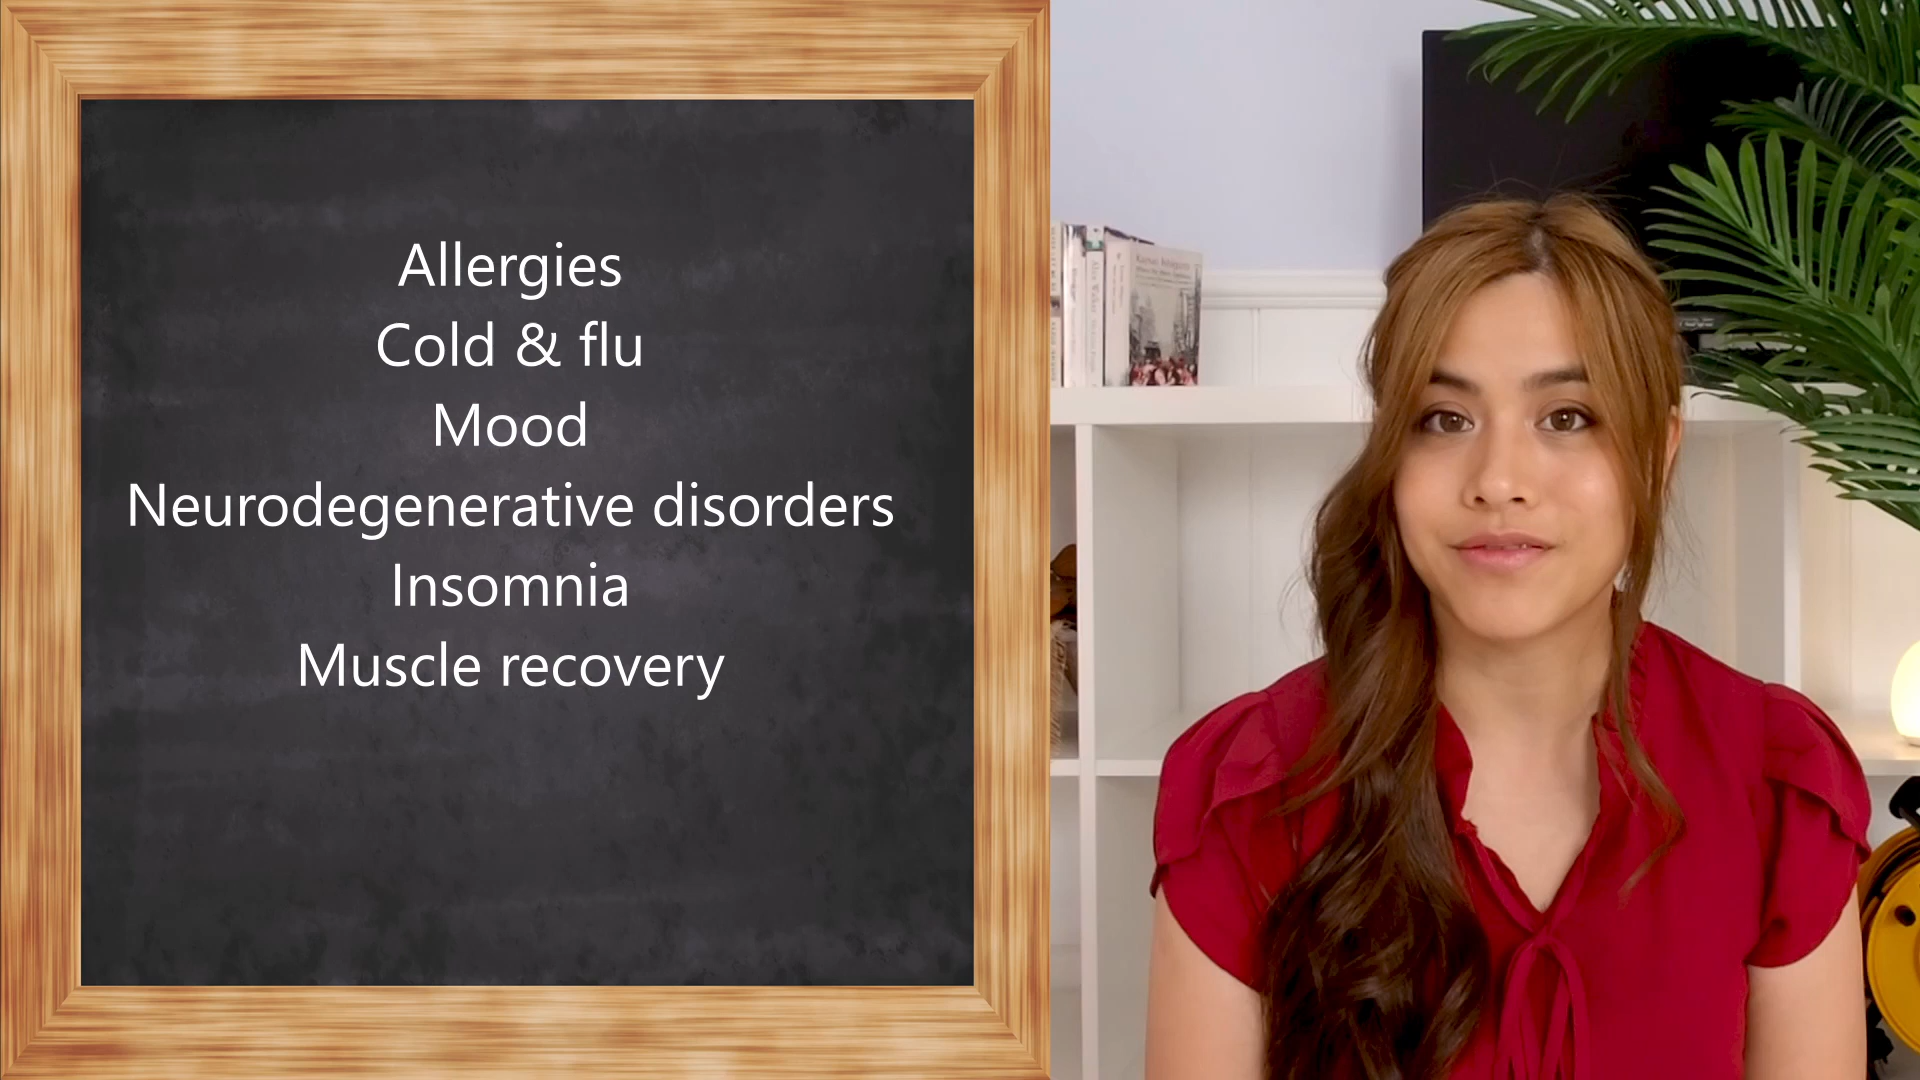 Allergies
Cold & flu
Mood
Neurodegenerative disorders
Insomnia
Muscle recovery